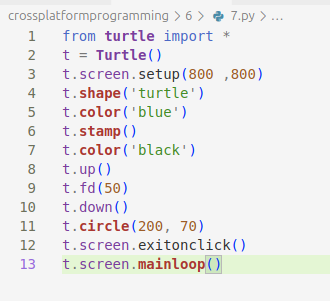 crossplatformprogramming > 6 > 7.py > ...
1 from turtle import *
2 t = Turtle()
3 t.screen.setup(800 ,800)
4 t.shape('turtle')
5 t.color('blue')
6 t.stamp()
7 t.color('black')
8 t.up()
9 t.fd(50)
10 t.down()
11 t.circle(200, 70)
12 t.screen.exitonclick()
13 t.screen.mainloop()